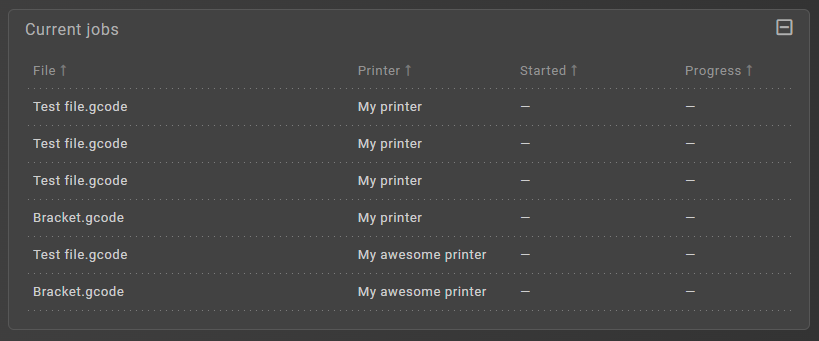 Current jobs
File ↑ Printer ↑ Started ↑ Progress ↑
Test file.gcode My printer — —
Test file.gcode My printer — —
Test file.gcode My printer — —
Bracket.gcode My printer — —
Test file.gcode My awesome printer — —
Bracket.gcode My awesome printer — —